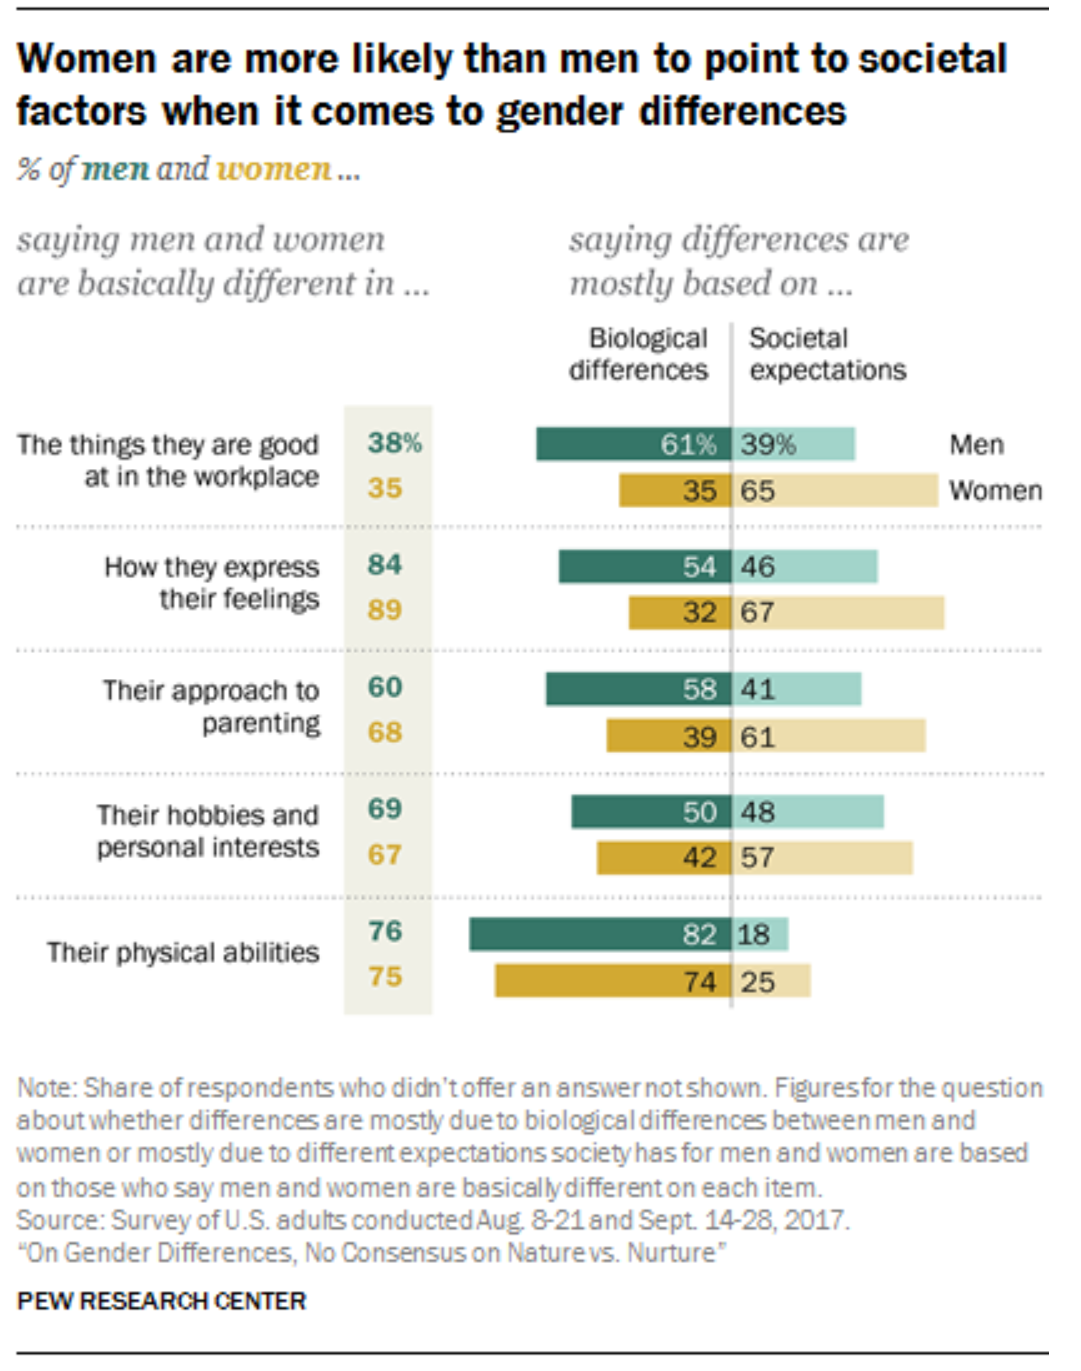 Women are more likely than men to point to societal
factors when it comes to gender differences
% of men and women ...
saying men and women
are basically different in ...
saying differences are
mostly based on ...
Biological
differences
Societal
expectations
The things they are good
at in the workplace
38%
35
61% 39% Men
35 65 Women
How they express
their feelings
84
89
54 46
32 67
Their approach to
parenting
60
68
58 41
39 61
Their hobbies and
personal interests
69
67
50 48
42 57
Their physical abilities
76
75
82 18
74 25
Note: Share of respondents who didn't offer an answer not shown. Figures for the question
about whether differences are mostly due to biological differences between men and
women or mostly due to different expectations society has for men and women are based
on those who say men and women are basically different on each item.
Source: Survey of U.S. adults conducted Aug. 8-21 and Sept. 14-28, 2017.
“On Gender Differences, No Consensus on Nature vs. Nurture”
PEW RESEARCH CENTER